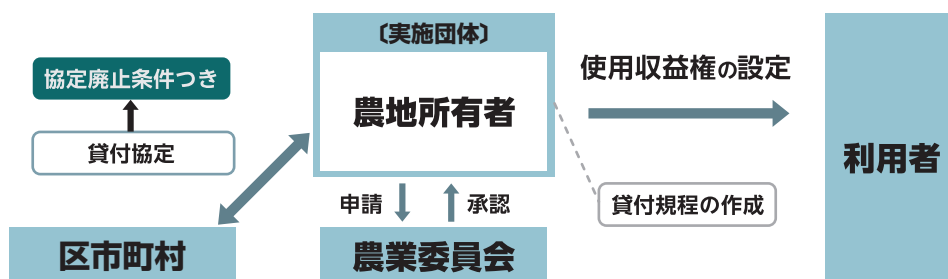 〔実施団体〕
農地所有者
協定廃止条件つき
貸付協定
使用収益権の設定
利用者
貸付規程の作成
申請
承認
区市町村
農業委員会